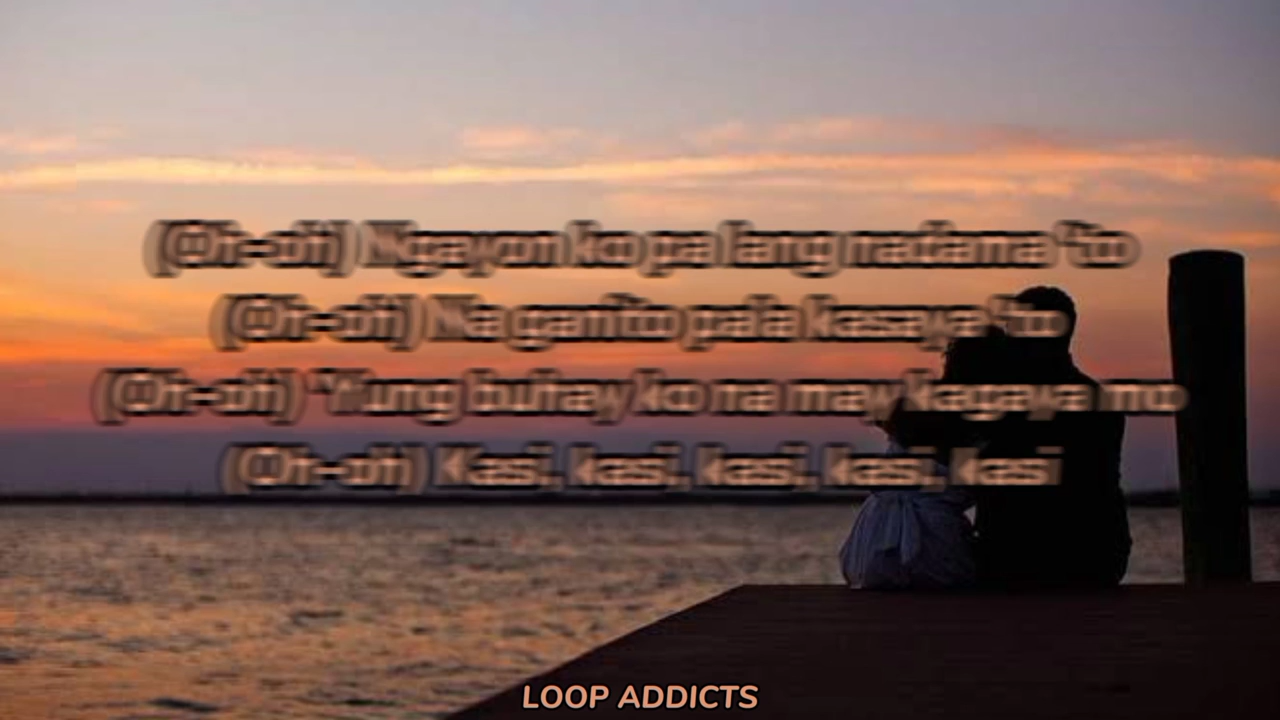 (Oh-oh) Ngayon ko pa lang nadama 'to
(Oh-oh) Na ganito pala kasaya 'to
(Oh-oh) 'Yung buhay ko na may kagaya mo
(Oh-oh) Kasi, kasi, kasi, kasi, kasi
LOOP ADDICTS